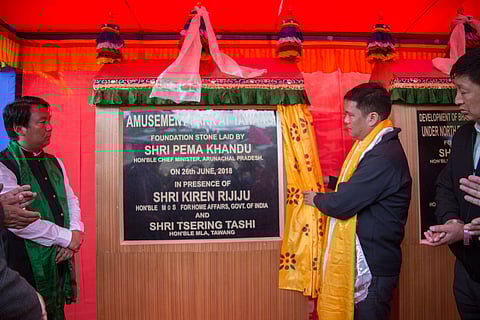 AMUSEMENT PARK AT TAWANG
FOUNDATION STONE LAID BY
SHRI PEMA KHANDU
HON'BLE CHIEF MINISTER, ARUNACHAL PRADESH.
ON 26th JUNE, 2018
IN PRESENCE OF
SHRI KIREN RIJIJU
HON'BLE MoS FOR HOME AFFAIRS, GOVT. OF INDIA
AND
SHRI TSERING TASHI
HON'BLE MLA, TAWANG
DEVELOPMENT OF
UNDER NORTH